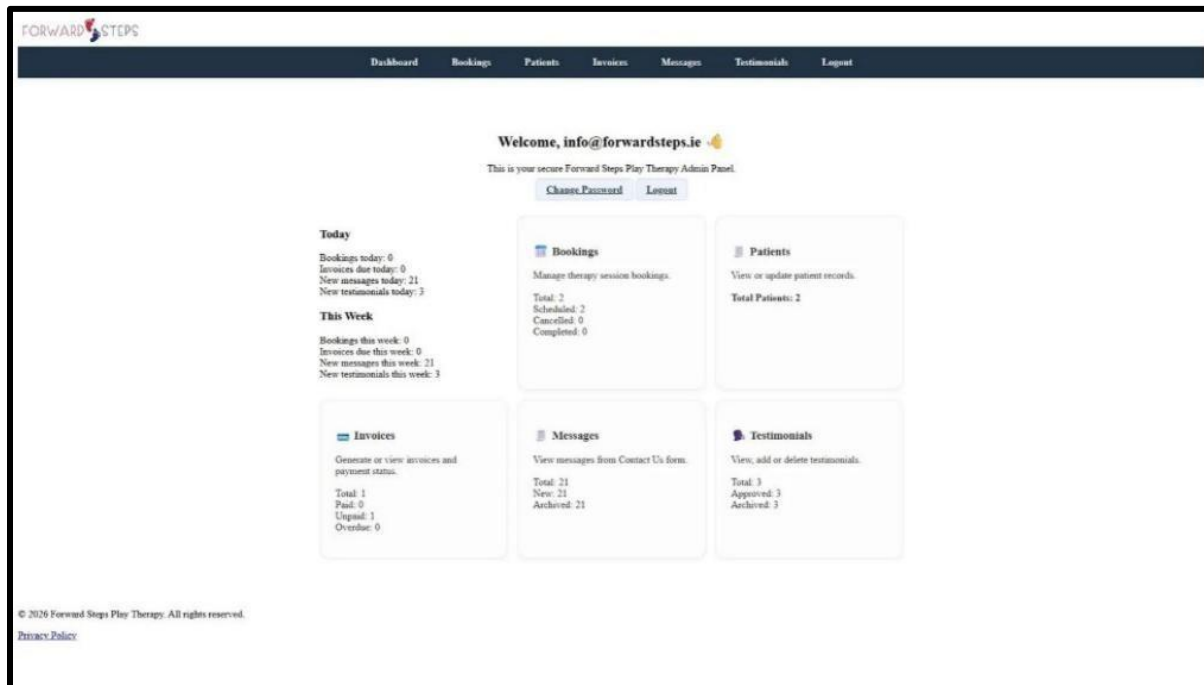 FORWARD STEPS
Dashboard Bookings Patients Invoices Messages Testimonials Logout
Welcome, info@forwardsteps.ie
This is your secure Forward Steps Play Therapy Admin Panel.
Change Password Logout
Today
Bookings today: 0
Invoices due today: 0
New messages today: 21
New testimonials today: 3
This Week
Bookings this week: 0
Invoices due this week: 0
New messages this week: 21
New testimonials this week: 3
Bookings
Manage therapy session bookings.
Total: 2
Scheduled: 2
Cancelled: 0
Completed: 0
Patients
View or update patient records.
Total Patients: 2
Invoices
Generate or view invoices and
payment status.
Total: 1
Paid: 0
Unpaid: 1
Overdue: 0
Messages
View messages from Contact Us form.
Total: 21
New: 21
Archived: 21
Testimonials
View, add or delete testimonials.
Total: 3
Approved: 3
Archived: 3
© 2026 Forward Steps Play Therapy. All rights reserved.
Privacy Policy